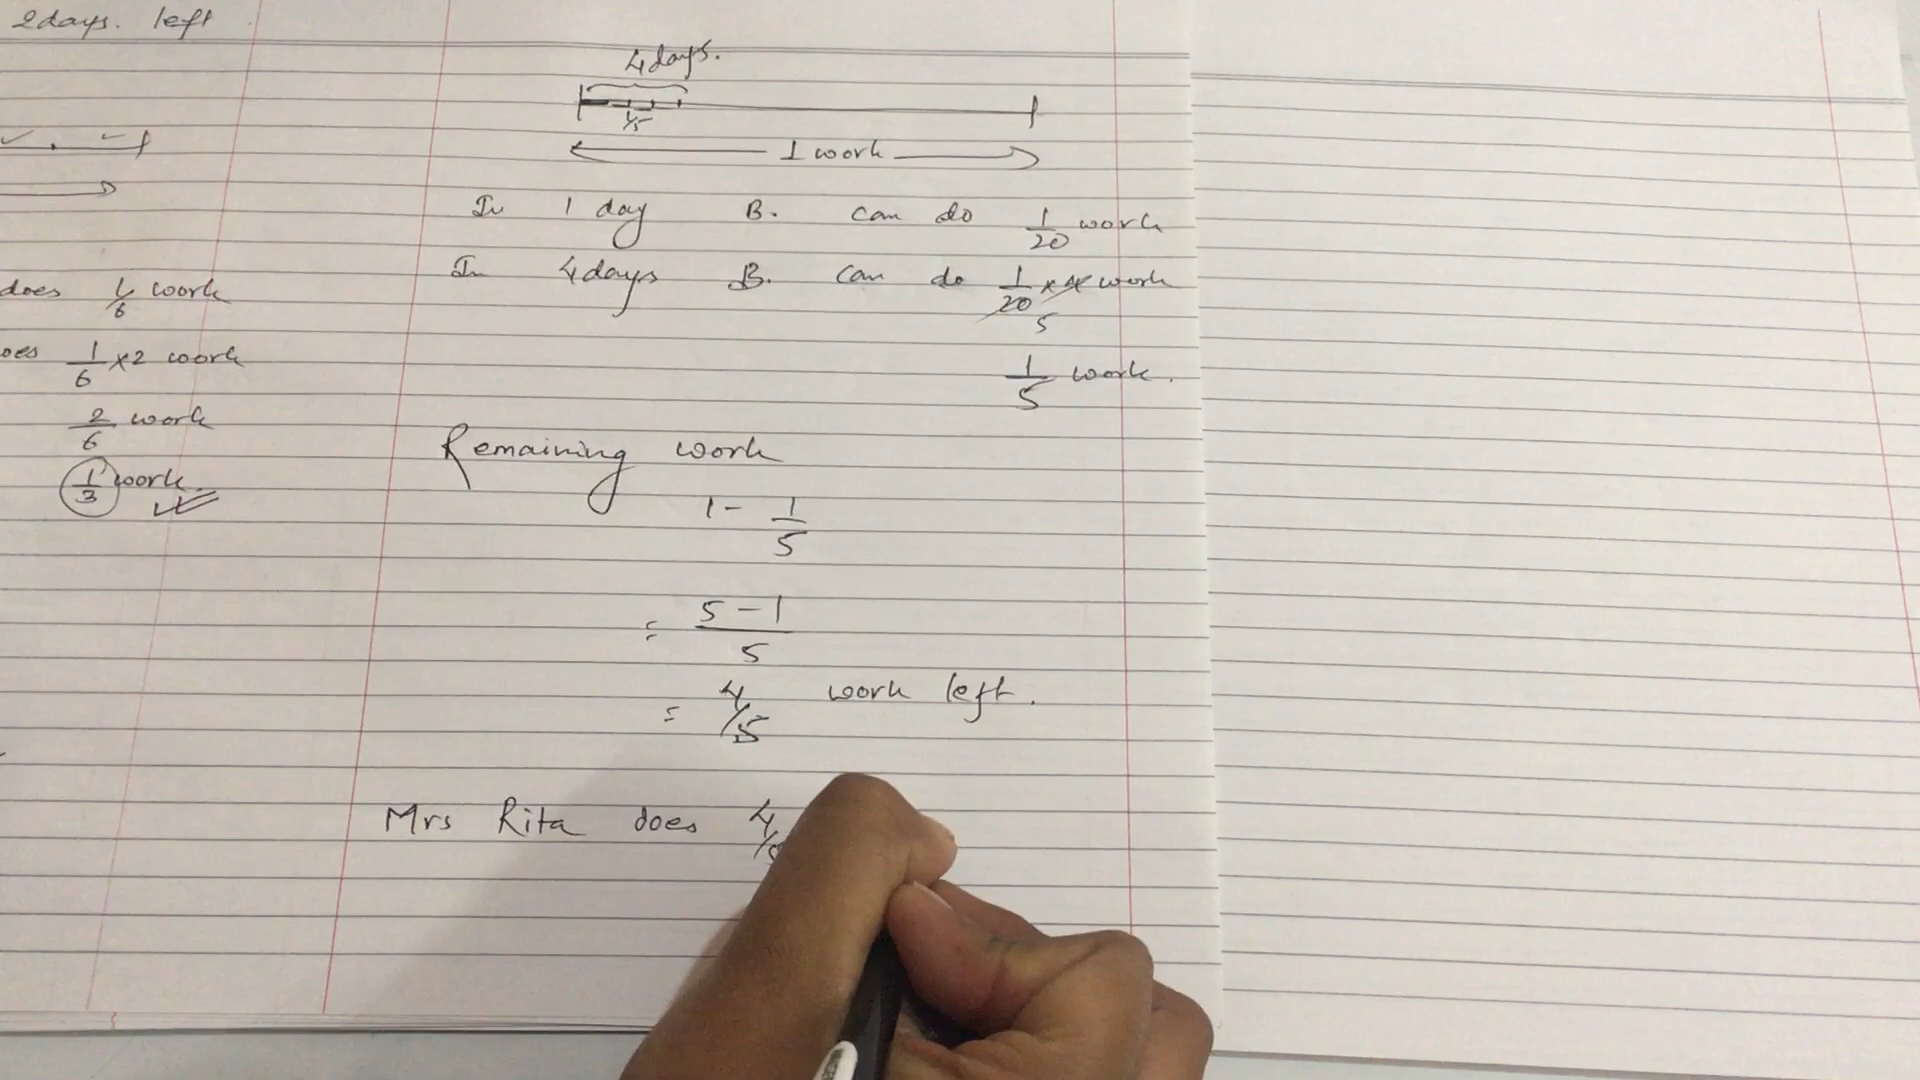 2days. left
does 1/6 work
oes 1/6 ×2 work
2/6 work
1/3 work.
4days.
1/5
1 work
In 1 day B. can do 1/20 work
In 4days B. can do 1/20 × 4 work
5
1/5 work.
Remaining work
1 - 1/5
= 5 - 1 / 5
= 4/5 work left.
Mrs Rita does 4/5